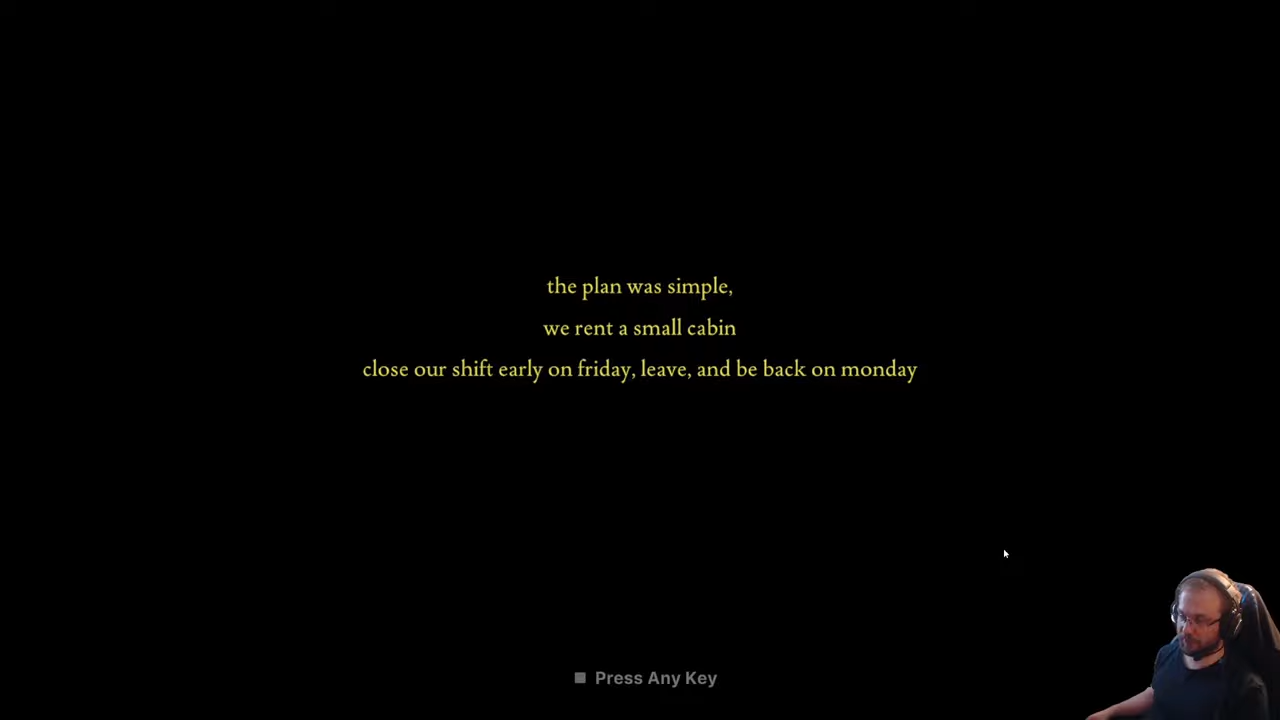 the plan was simple,
we rent a small cabin
close our shift early on friday, leave, and be back on monday
Press Any Key